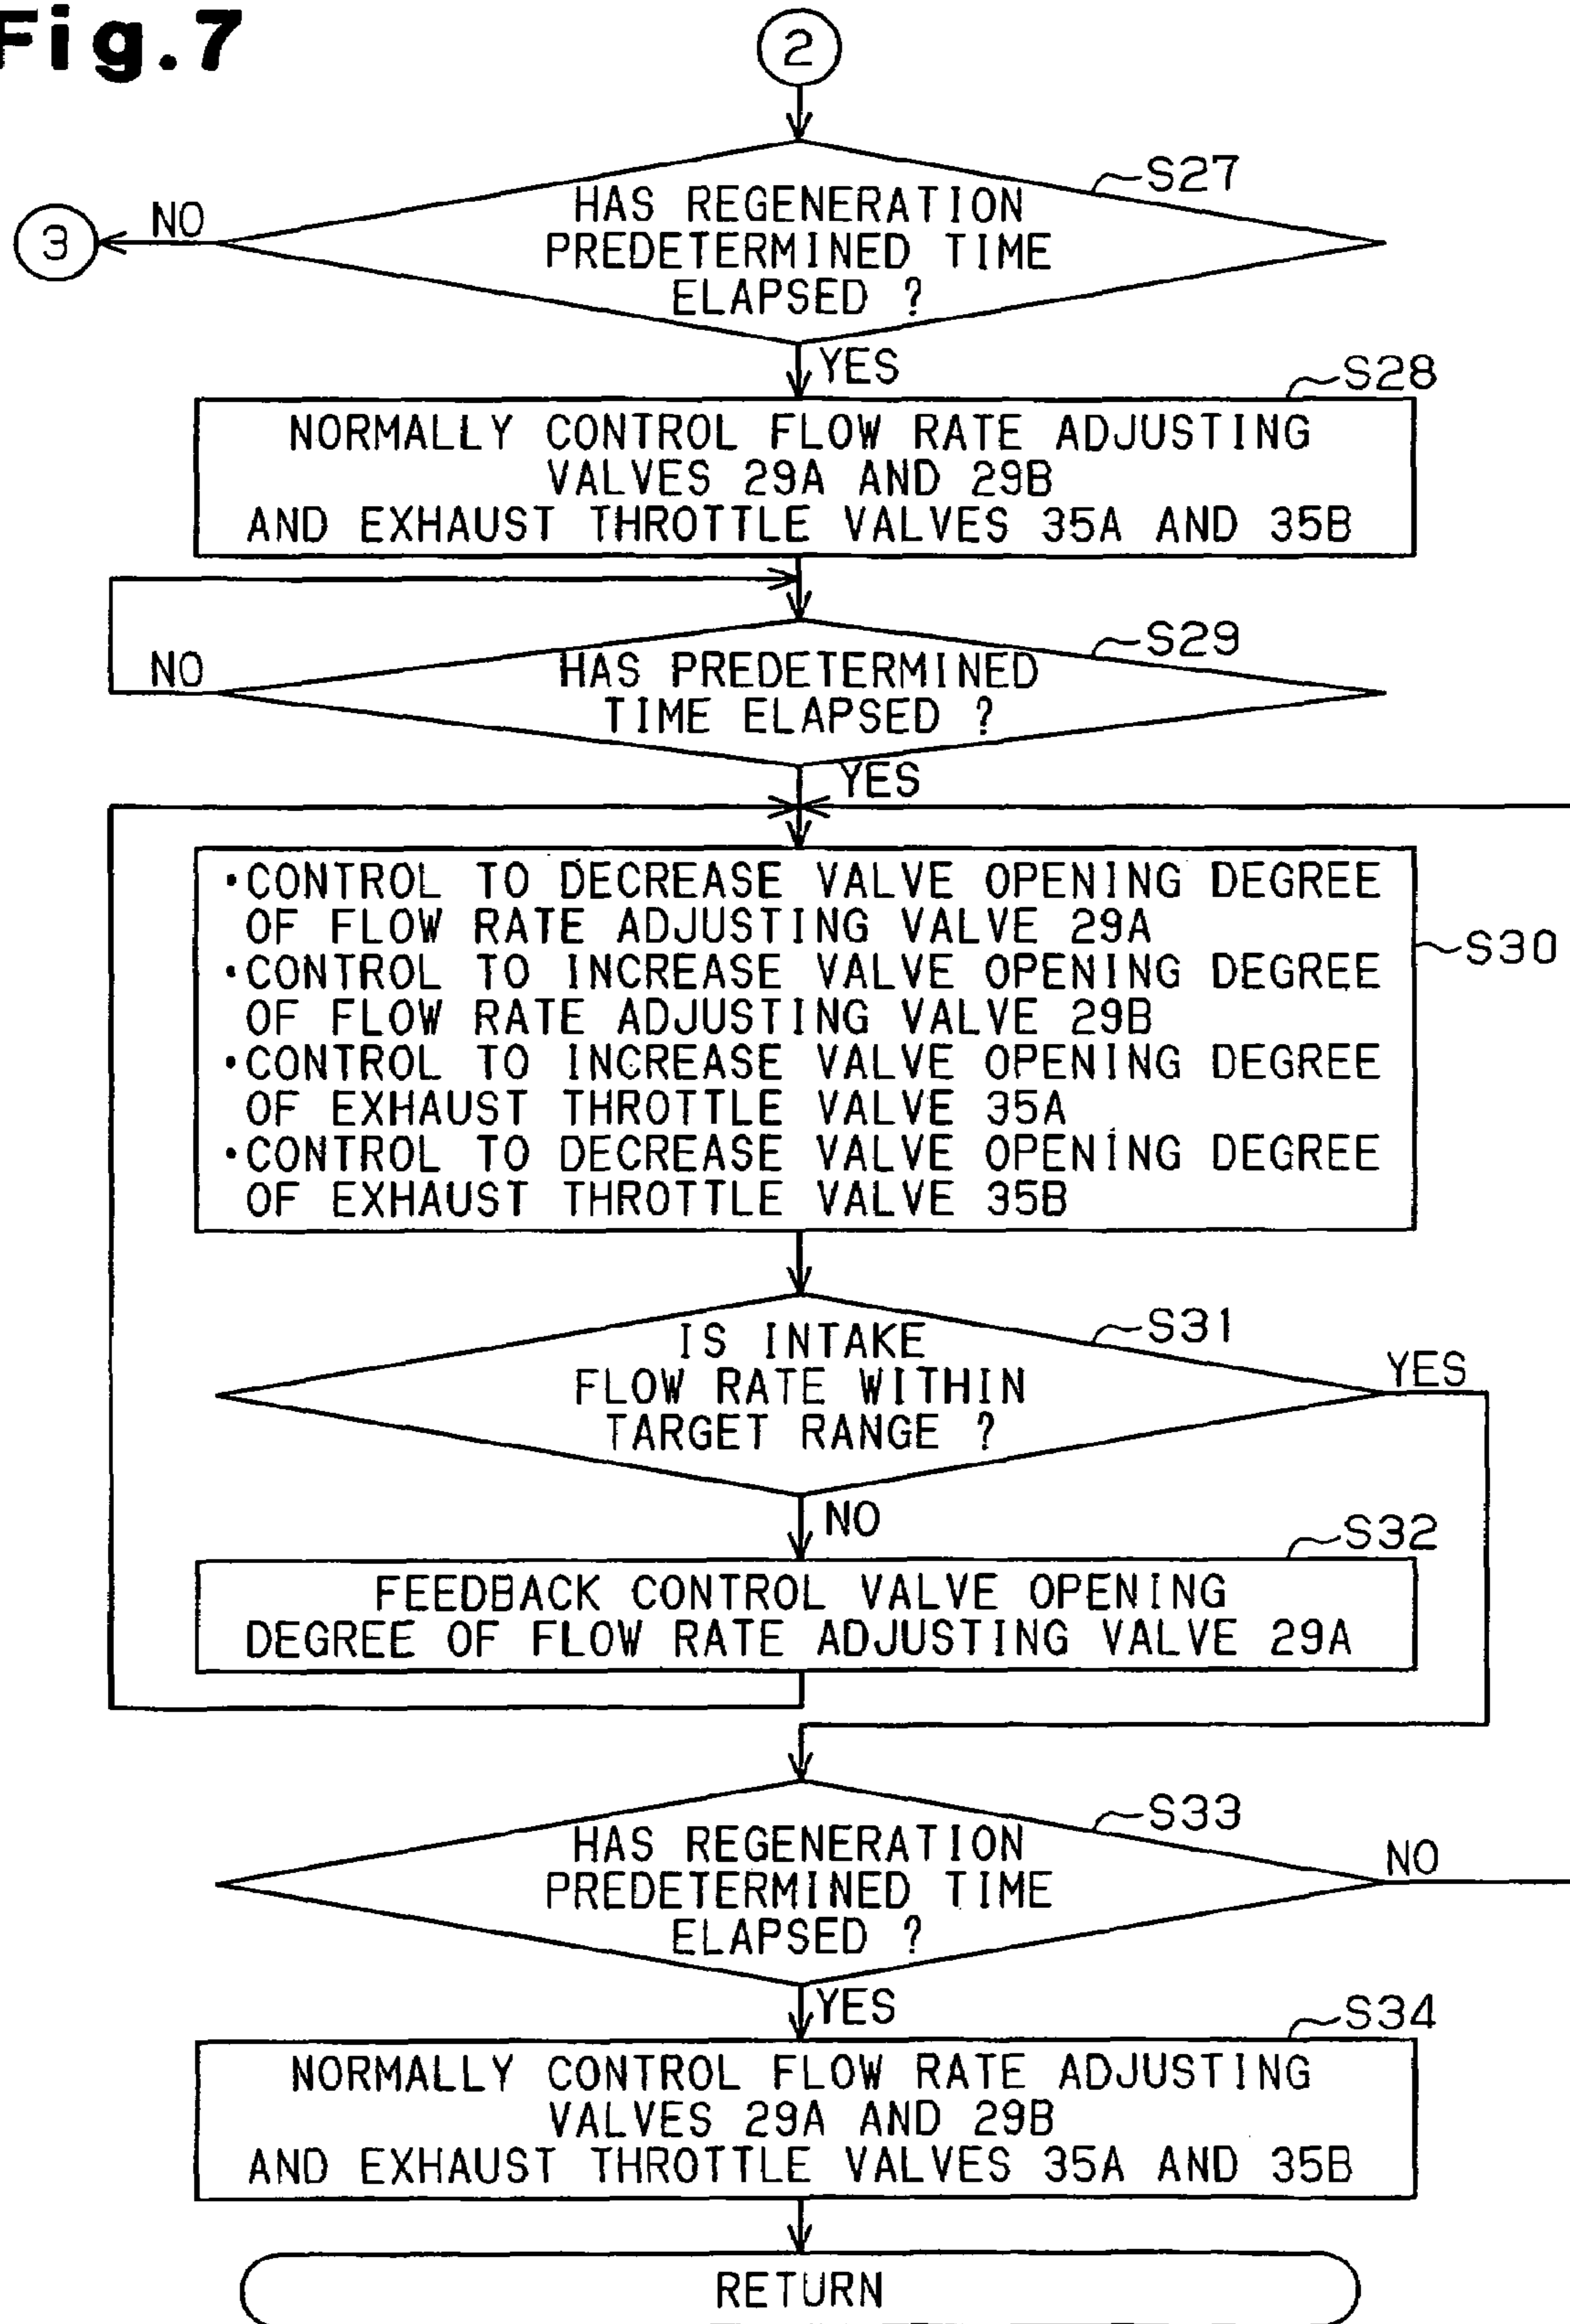 Fig.7
2
S27
HAS REGENERATION
PREDETERMINED TIME
ELAPSED ?
NO
3
YES
S28
NORMALLY CONTROL FLOW RATE ADJUSTING
VALVES 29A AND 29B
AND EXHAUST THROTTLE VALVES 35A AND 35B
S29
NO
HAS PREDETERMINED
TIME ELAPSED ?
YES
•CONTROL TO DECREASE VALVE OPENING DEGREE
OF FLOW RATE ADJUSTING VALVE 29A
•CONTROL TO INCREASE VALVE OPENING DEGREE
OF FLOW RATE ADJUSTING VALVE 29B
•CONTROL TO INCREASE VALVE OPENING DEGREE
OF EXHAUST THROTTLE VALVE 35A
•CONTROL TO DECREASE VALVE OPENING DEGREE
OF EXHAUST THROTTLE VALVE 35B
S30
S31
IS INTAKE
FLOW RATE WITHIN
TARGET RANGE ?
YES
NO
S32
FEEDBACK CONTROL VALVE OPENING
DEGREE OF FLOW RATE ADJUSTING VALVE 29A
S33
HAS REGENERATION
PREDETERMINED TIME
ELAPSED ?
NO
YES
S34
NORMALLY CONTROL FLOW RATE ADJUSTING
VALVES 29A AND 29B
AND EXHAUST THROTTLE VALVES 35A AND 35B
RETURN